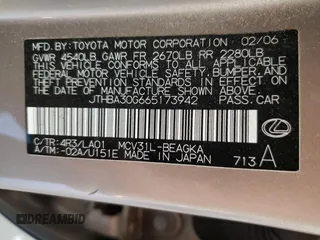 MFD. BY: TOYOTA MOTOR CORPORATION 02/06
GVWR 4540LB GAWR FR 2670LB RR 2280LB
THIS VEHICLE CONFORMS TO ALL APPLICABLE
FEDERAL MOTOR VEHICLE SAFETY, BUMPER, AND
THEFT PREVENTION STANDARDS IN EFFECT ON
THE DATE OF MANUFACTURE SHOWN ABOVE.
JTHBA30G665173942 PASS.CAR
C/TR: 4R3/LA01 MCV31L-BEAGKA
A/TM: -02A/U151E MADE IN JAPAN
713A
DREAMBID